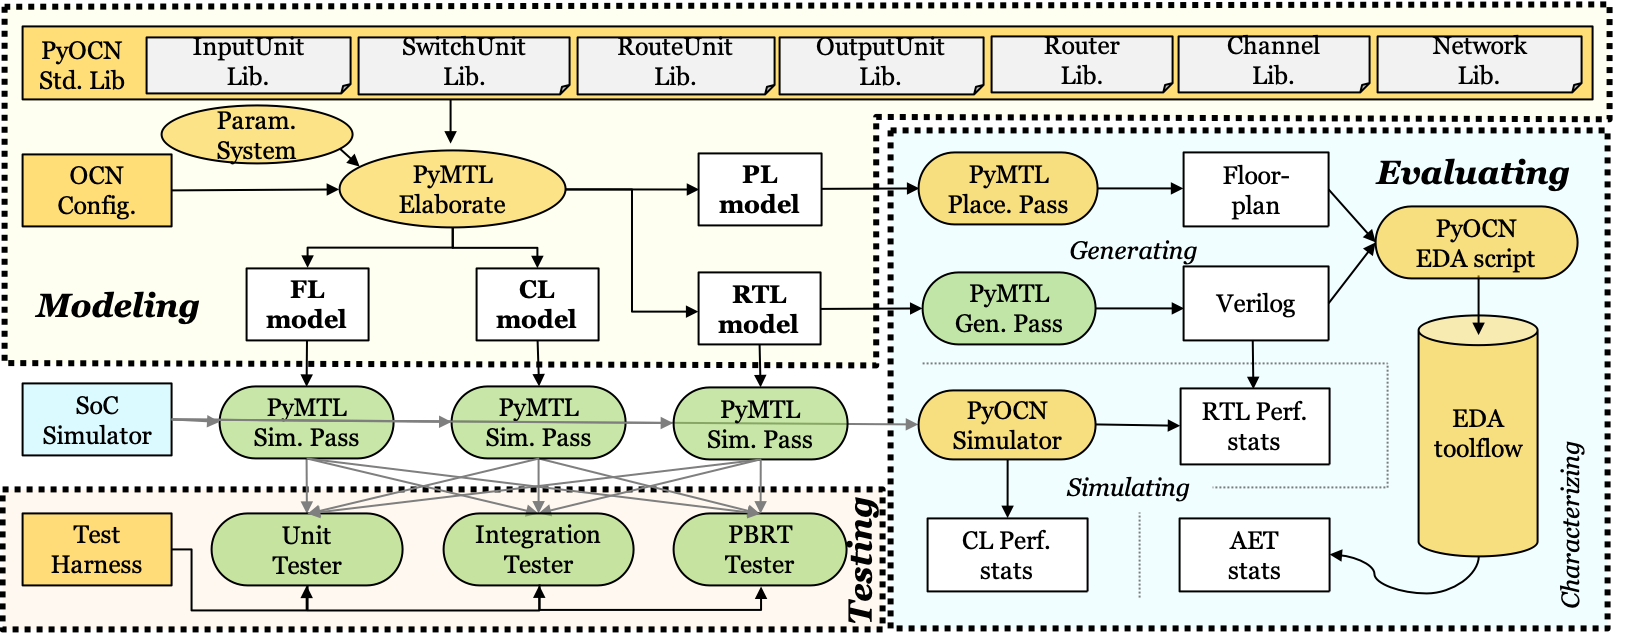 PyOCN
Std. Lib
InputUnit
Lib.
SwitchUnit
Lib.
RouteUnit
Lib.
OutputUnit
Lib.
Router
Lib.
Channel
Lib.
Network
Lib.
Param.
System
OCN
Config.
PyMTL
Elaborate
PL
model
FL
model
CL
model
RTL
model
Modeling
PyMTL
Place. Pass
Floor-
plan
Evaluating
PyOCN
EDA script
Generating
PyMTL
Gen. Pass
Verilog
SoC
Simulator
PyMTL
Sim. Pass
PyMTL
Sim. Pass
PyMTL
Sim. Pass
PyOCN
Simulator
RTL Perf.
stats
EDA
toolflow
Simulating
Characterizing
Test
Harness
Unit
Tester
Integration
Tester
PBRT
Tester
Testing
CL Perf.
stats
AET
stats